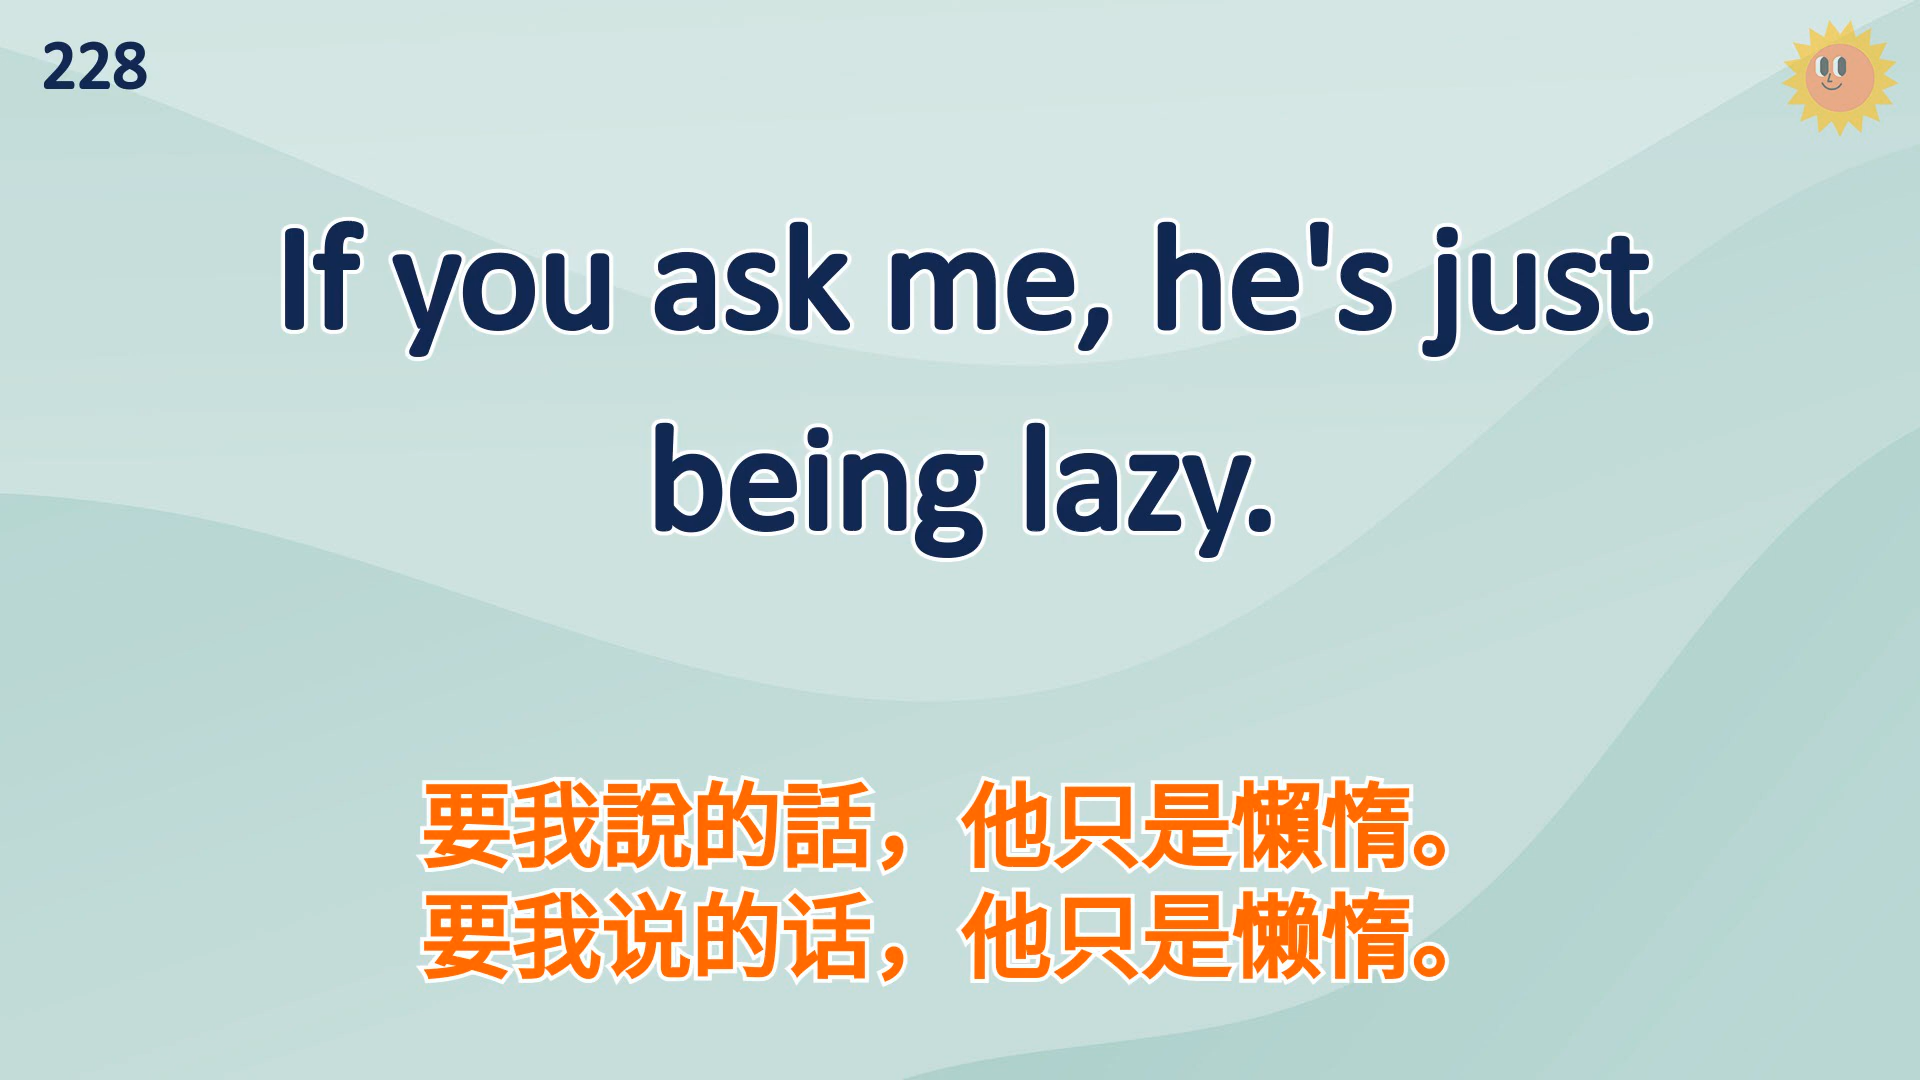 228
If you ask me, he's just
being lazy.
要我說的話，他只是懶惰。
要我说的话，他只是懒惰。